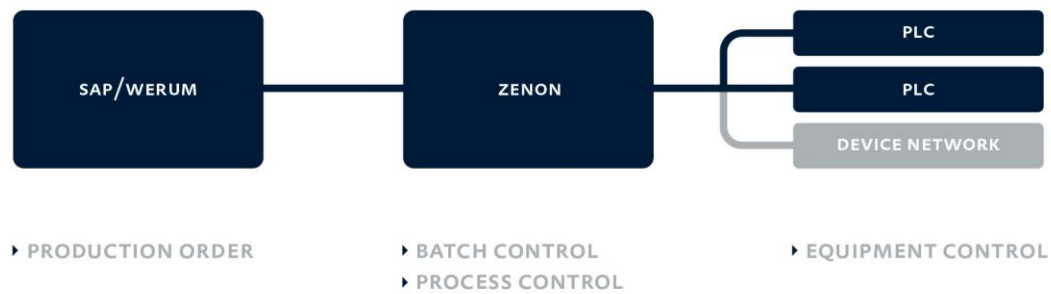 SAP/WERUM
ZENON
PLC
PLC
DEVICE NETWORK
PRODUCTION ORDER
BATCH CONTROL
PROCESS CONTROL
EQUIPMENT CONTROL